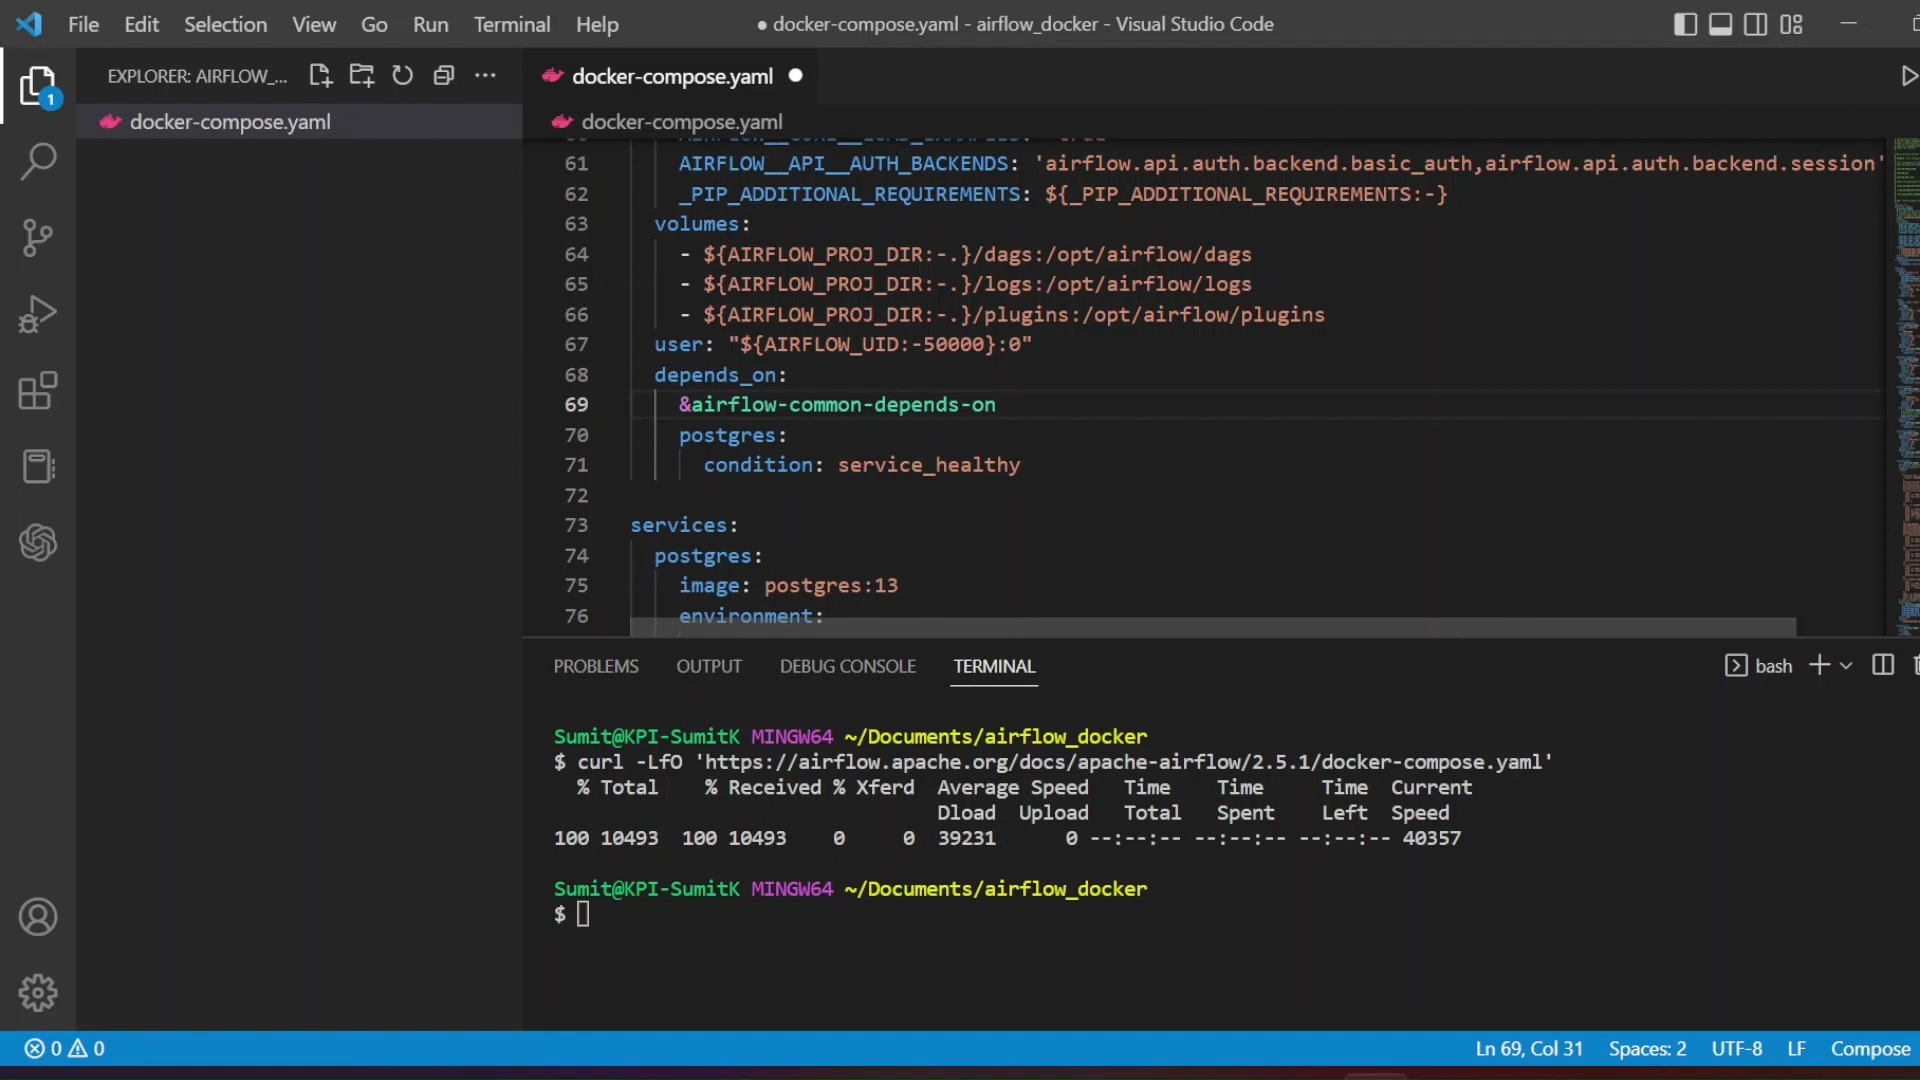 File Edit Selection View Go Run Terminal Help
● docker-compose.yaml - airflow_docker - Visual Studio Code
EXPLORER: AIRFLOW_...
docker-compose.yaml
1
docker-compose.yaml
docker-compose.yaml
61 AIRFLOW__API__AUTH_BACKENDS: 'airflow.api.auth.backend.basic_auth,airflow.api.auth.backend.session'
62 _PIP_ADDITIONAL_REQUIREMENTS: ${_PIP_ADDITIONAL_REQUIREMENTS:-}
63 volumes:
64 - ${AIRFLOW_PROJ_DIR:-.}/dags:/opt/airflow/dags
65 - ${AIRFLOW_PROJ_DIR:-.}/logs:/opt/airflow/logs
66 - ${AIRFLOW_PROJ_DIR:-.}/plugins:/opt/airflow/plugins
67 user: "${AIRFLOW_UID:-50000}:0"
68 depends_on:
69 &airflow-common-depends-on
70 postgres:
71 condition: service_healthy
72
73 services:
74 postgres:
75 image: postgres:13
76 environment:
PROBLEMS OUTPUT DEBUG CONSOLE TERMINAL
bash
Sumit@KPI-SumitK MINGW64 ~/Documents/airflow_docker
$ curl -LfO 'https://airflow.apache.org/docs/apache-airflow/2.5.1/docker-compose.yaml'
% Total % Received % Xferd Average Speed Time Time Time Current
Dload Upload Total Spent Left Speed
100 10493 100 10493 0 0 39231 0 --:--:-- --:--:-- --:--:-- 40357
Sumit@KPI-SumitK MINGW64 ~/Documents/airflow_docker
$
0 0
Ln 69, Col 31 Spaces: 2 UTF-8 LF Compose